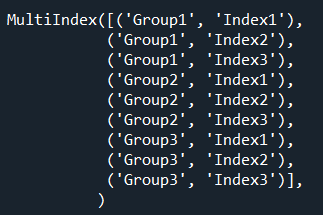 MultiIndex([('Group1', 'Index1'),
            ('Group1', 'Index2'),
            ('Group1', 'Index3'),
            ('Group2', 'Index1'),
            ('Group2', 'Index2'),
            ('Group2', 'Index3'),
            ('Group3', 'Index1'),
            ('Group3', 'Index2'),
            ('Group3', 'Index3')],
           )